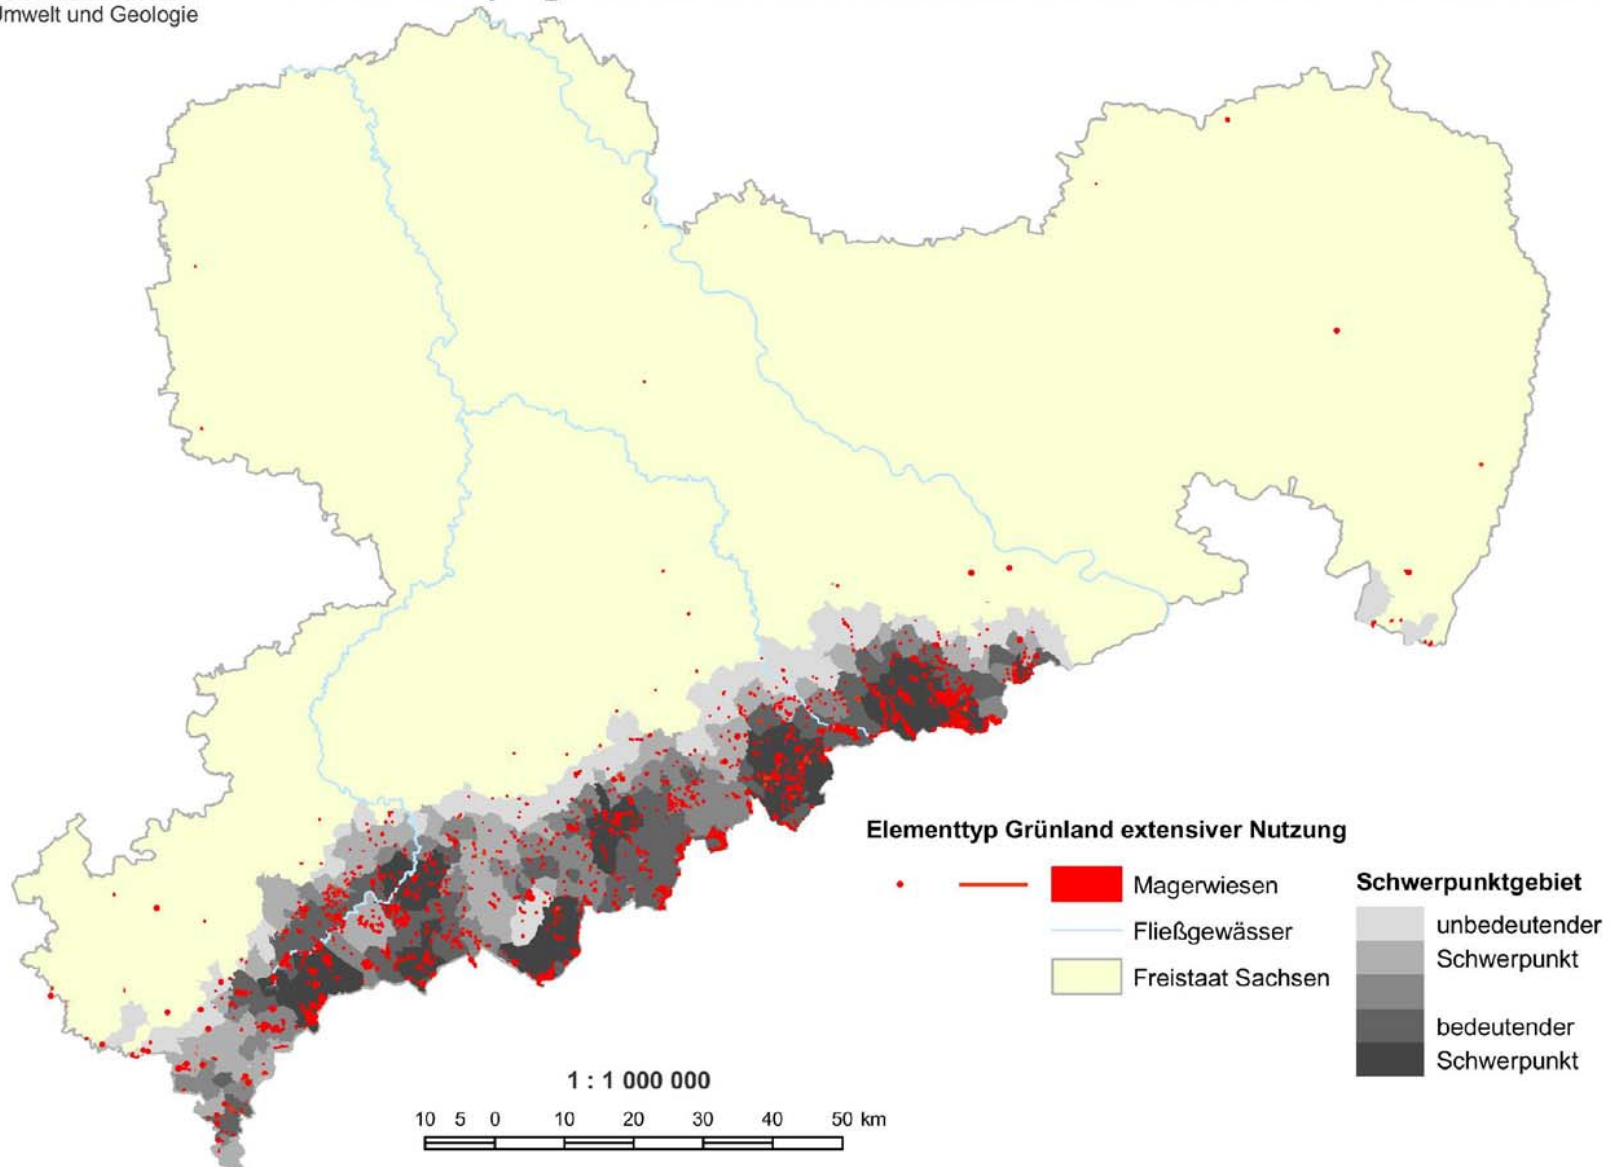 Umwelt und Geologie
Elementtyp Grünland extensiver Nutzung
Magerwiesen
Fließgewässer
Freistaat Sachsen
Schwerpunktgebiet
unbedeutender
Schwerpunkt
bedeutender
Schwerpunkt
1 : 1 000 000
10 5 0 10 20 30 40 50 km